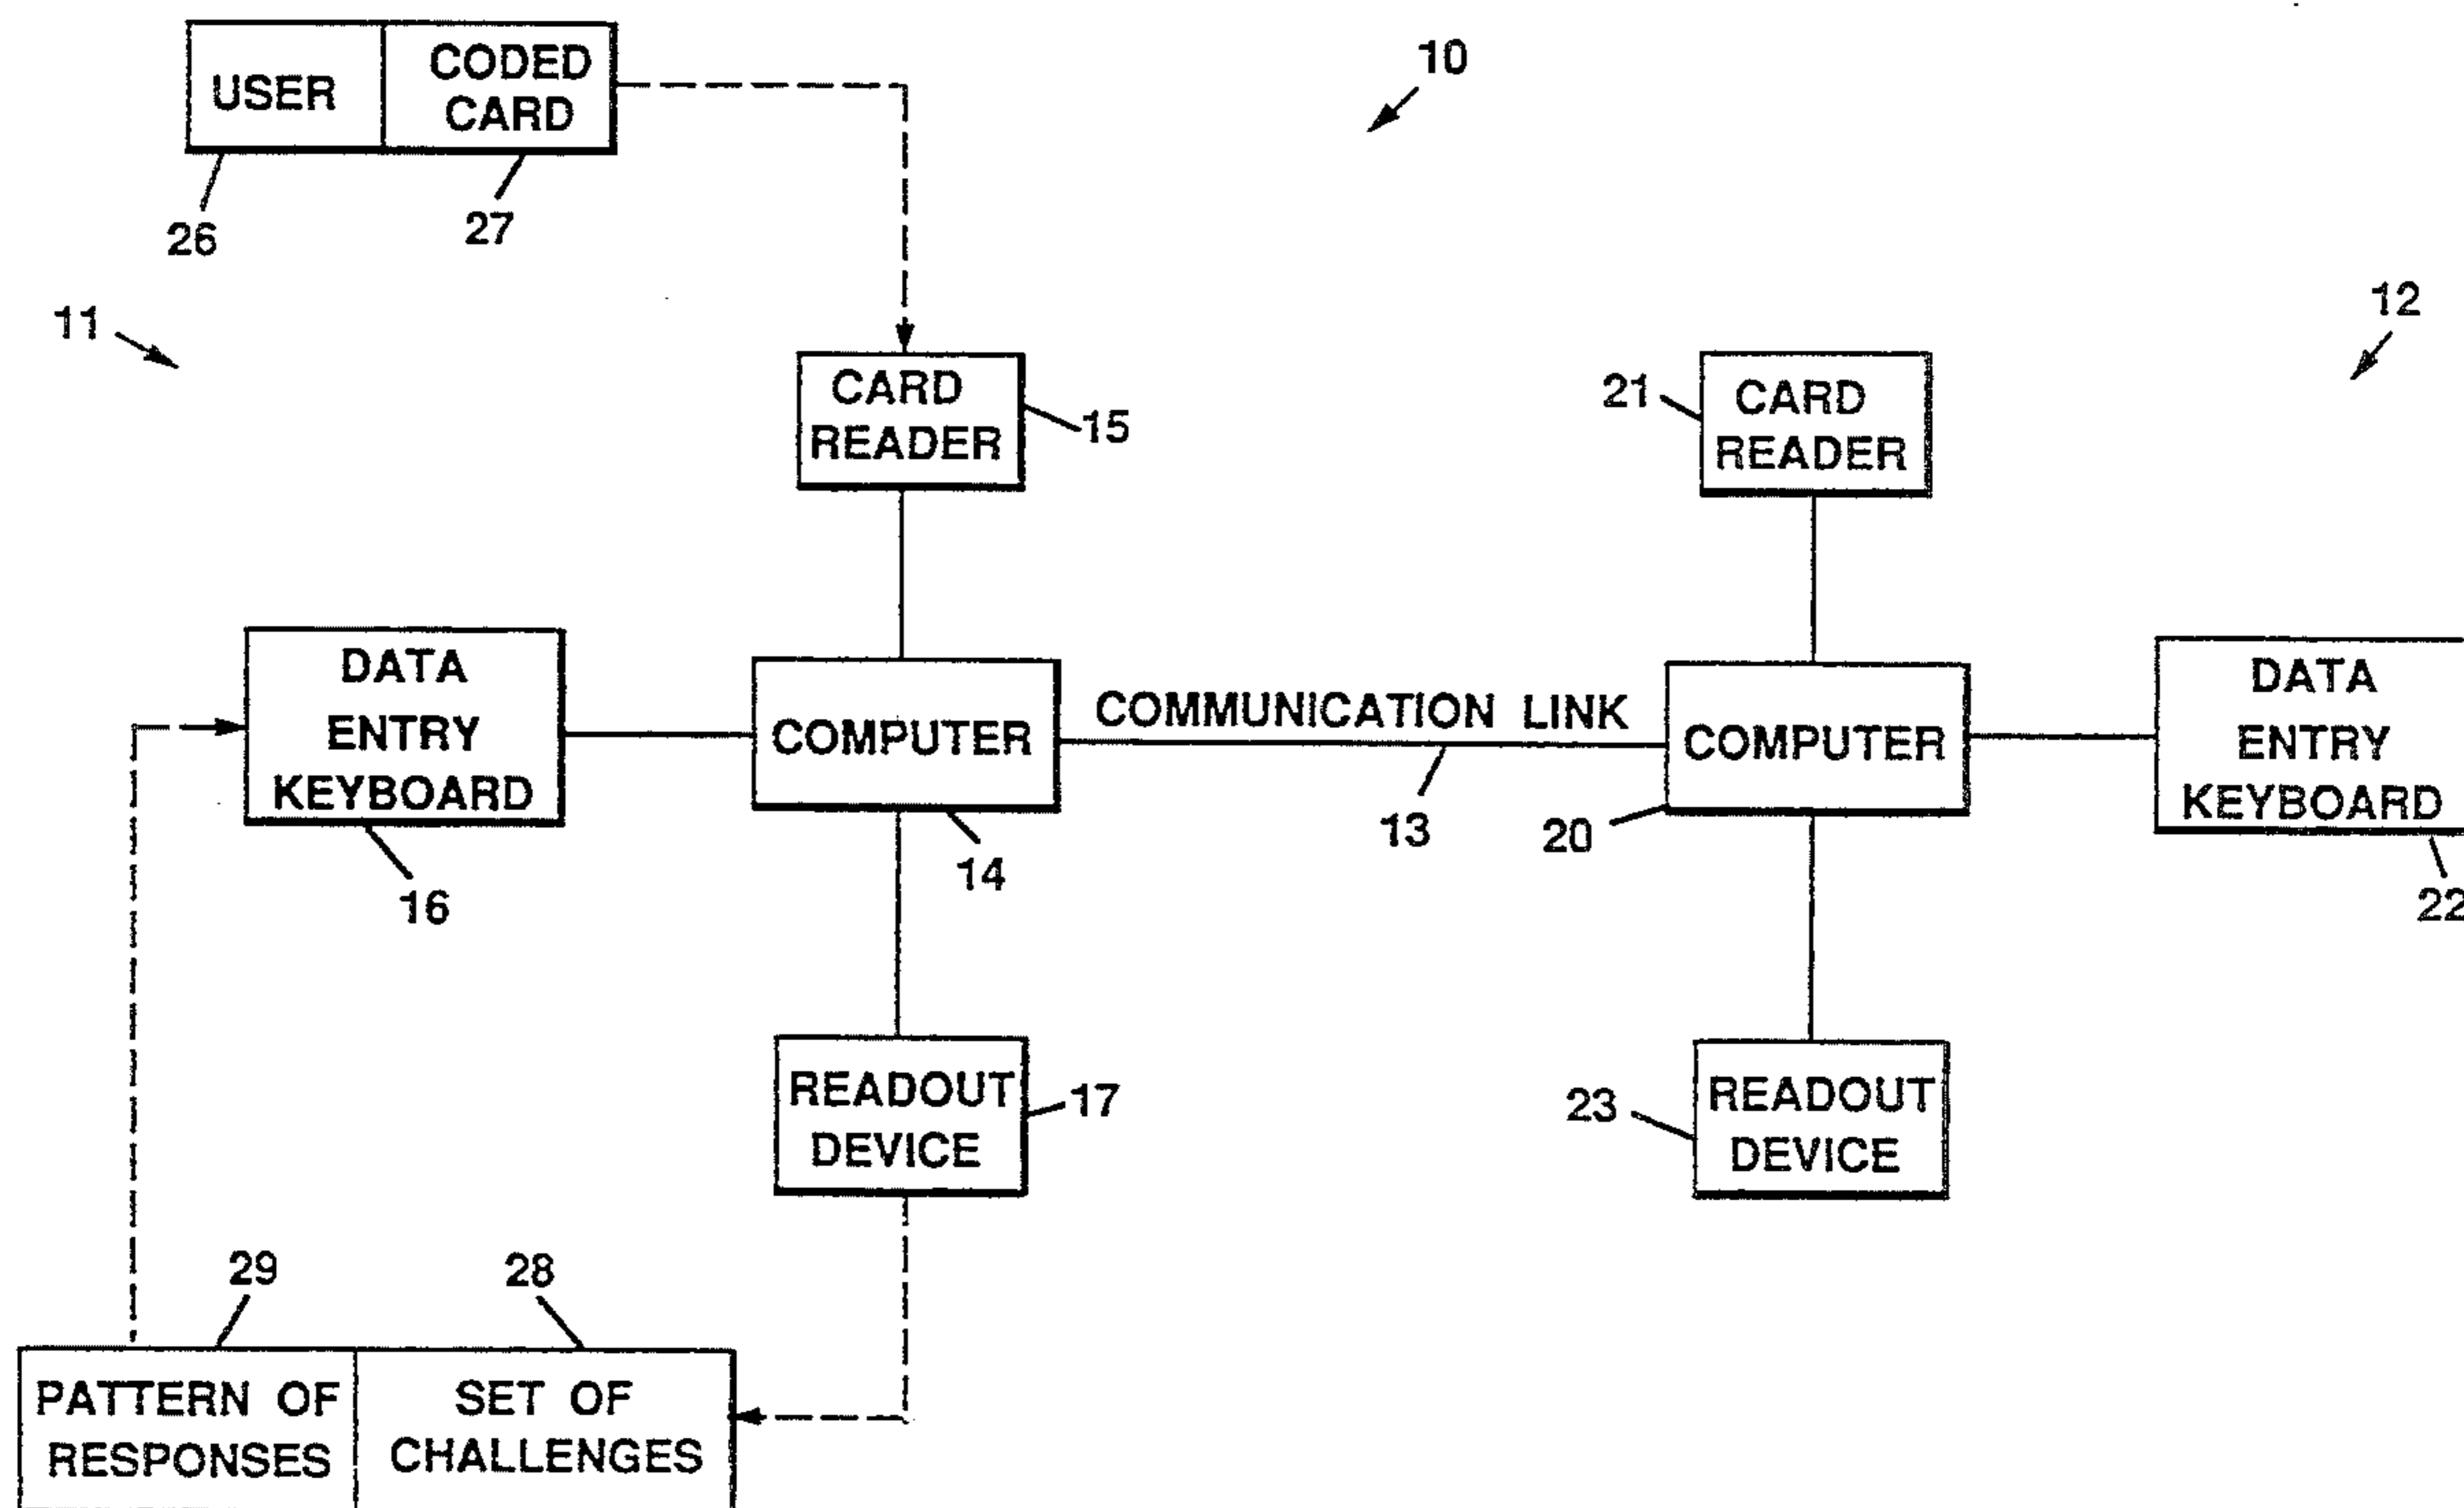 USER
CODED
CARD
26
27
10
11
12
CARD
READER
15
21
CARD
READER
DATA
ENTRY
KEYBOARD
16
COMPUTER
14
COMMUNICATION LINK
13
COMPUTER
20
DATA
ENTRY
KEYBOARD
22
READOUT
DEVICE
17
23
READOUT
DEVICE
29
28
PATTERN OF
RESPONSES
SET OF
CHALLENGES